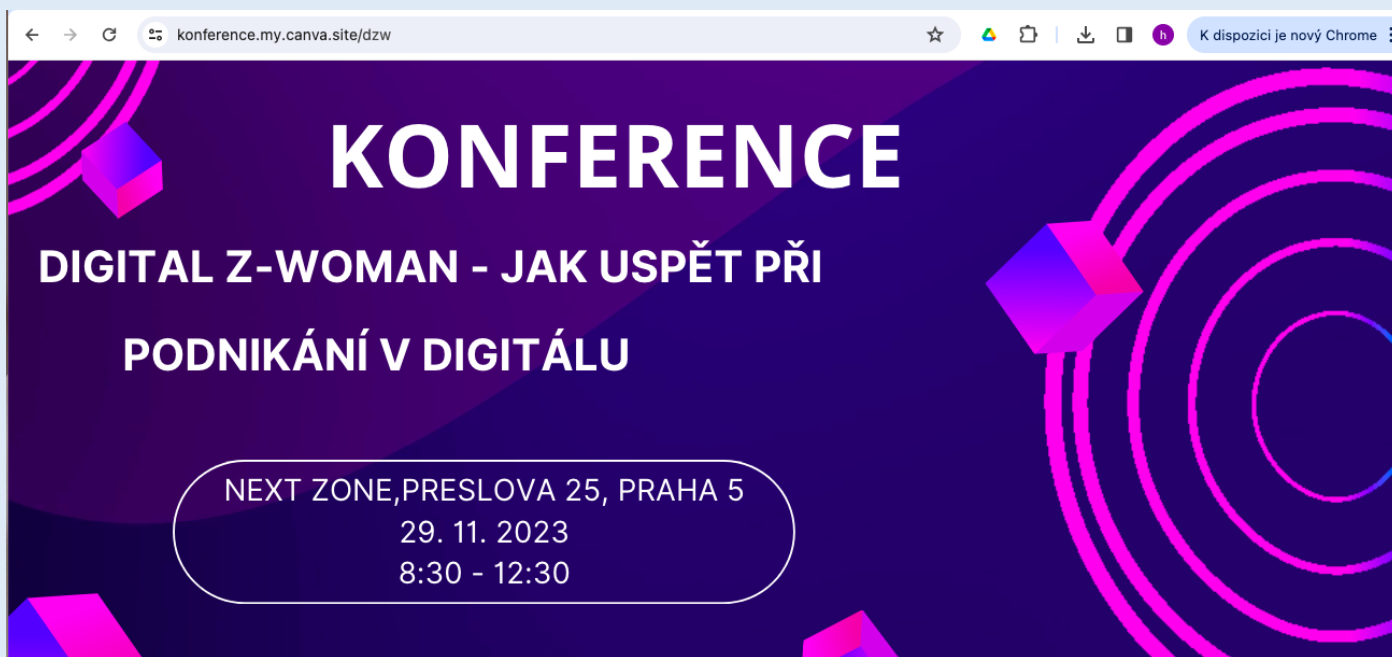 konference.my.canva.site/dzw
h
K dispozici je nový Chrome
KONFERENCE
DIGITAL Z-WOMAN - JAK USPĚT PŘI
PODNIKÁNÍ V DIGITÁLU
NEXT ZONE,PRESLOVA 25, PRAHA 5
29. 11. 2023
8:30 - 12:30